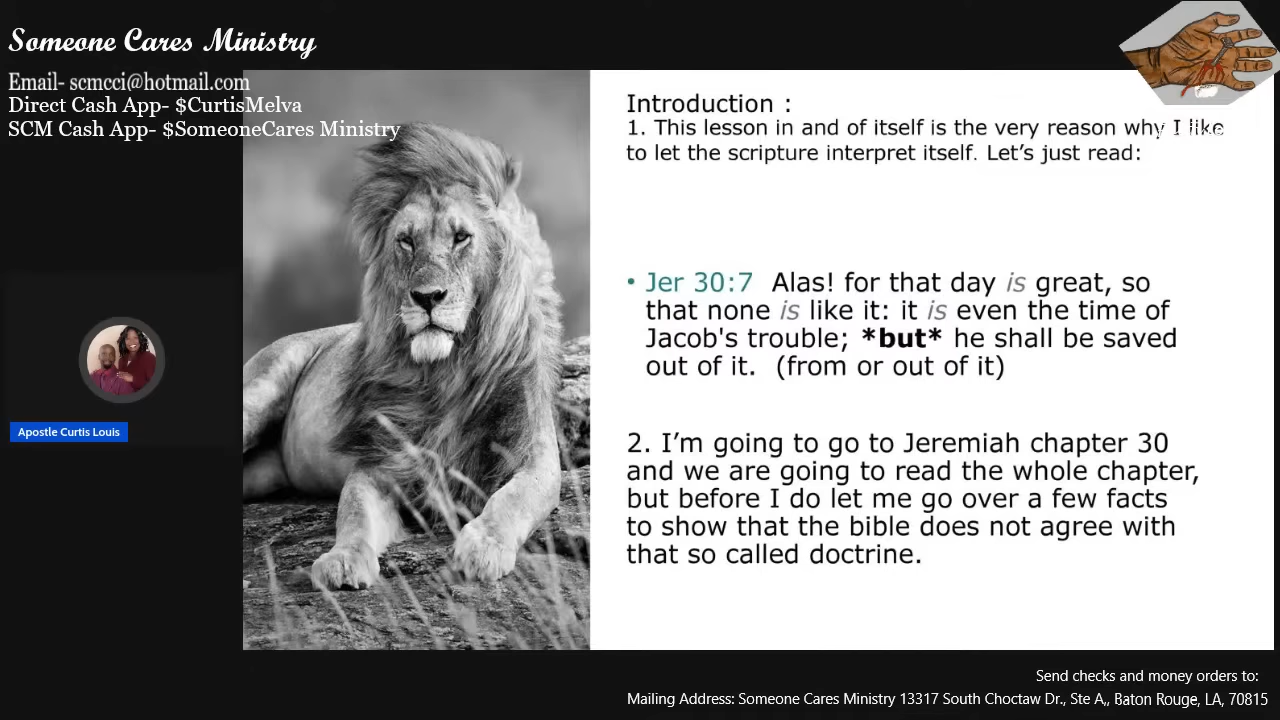 Someone Cares Ministry
Email- scmcci@hotmail.com
Direct Cash App- $CurtisMelva
SCM Cash App- $SomeoneCares Ministry
Introduction :
1. This lesson in and of itself is the very reason why I like
to let the scripture interpret itself. Let’s just read:
• Jer 30:7 Alas! for that day is great, so
that none is like it: it is even the time of
Jacob's trouble; *but* he shall be saved
out of it. (from or out of it)
2. I’m going to go to Jeremiah chapter 30
and we are going to read the whole chapter,
but before I do let me go over a few facts
to show that the bible does not agree with
that so called doctrine.
Apostle Curtis Louis
Send checks and money orders to:
Mailing Address: Someone Cares Ministry 13317 South Choctaw Dr., Ste A,, Baton Rouge, LA, 70815